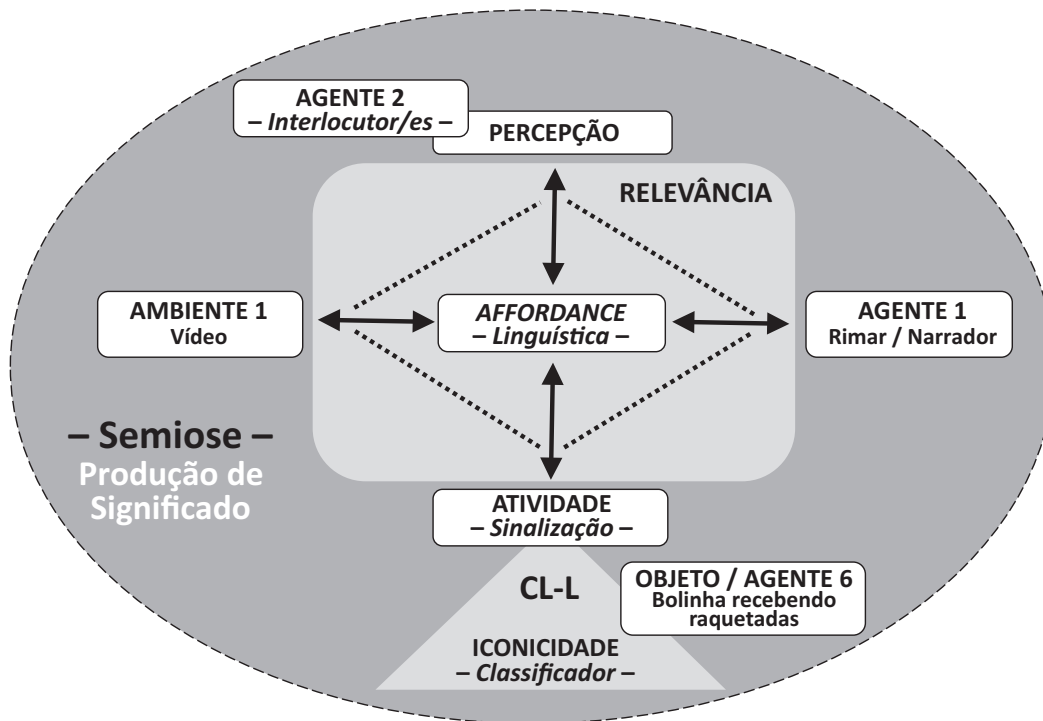 AGENTE 2
– Interlocutor/es –
PERCEPÇÃO
RELEVÂNCIA
AMBIENTE 1
Vídeo
AFFORDANCE
– Linguística –
AGENTE 1
Rimar / Narrador
– Semiose –
Produção de
Significado
ATIVIDADE
– Sinalização –
CL-L
OBJETO / AGENTE 6
Bolinha recebendo
raquetadas
ICONICIDADE
– Classificador –